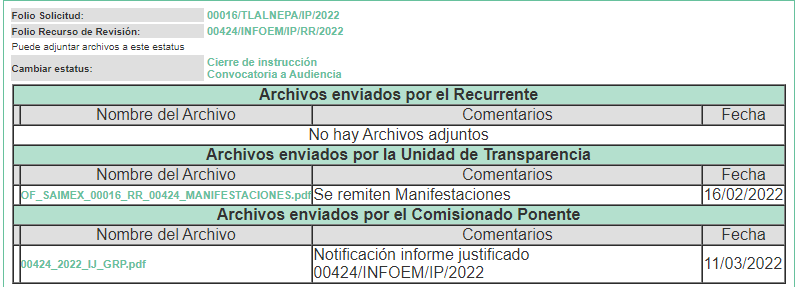 Folio Solicitud: 00016/TLALNEPA/IP/2022
Folio Recurso de Revisión: 00424/INFOEM/IP/RR/2022
Puede adjuntar archivos a este estatus
Cambiar estatus: Cierre de instrucción
Convocatoria a Audiencia
Archivos enviados por el Recurrente
Nombre del Archivo Comentarios Fecha
No hay Archivos adjuntos
Archivos enviados por la Unidad de Transparencia
Nombre del Archivo Comentarios Fecha
OF_SAIMEX_00016_RR_00424_MANIFESTACIONES.pdf Se remiten Manifestaciones 16/02/2022
Archivos enviados por el Comisionado Ponente
Nombre del Archivo Comentarios Fecha
00424_2022_IJ_GRP.pdf Notificación informe justificado 00424/INFOEM/IP/2022 11/03/2022